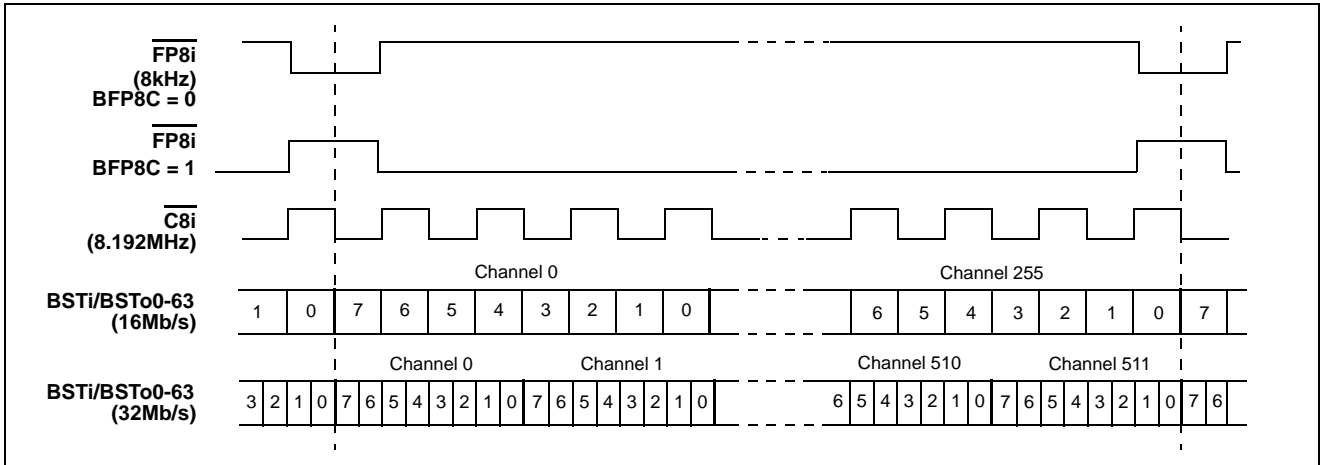 FP8i
(8kHz)
BFP8C = 0
FP8i
BFP8C = 1
C8i
(8.192MHz)
Channel 0 Channel 255
BSTi/BSTo0-63
(16Mb/s)
1 0 7 6 5 4 3 2 1 0 6 5 4 3 2 1 0 7
Channel 0 Channel 1 Channel 510 Channel 511
BSTi/BSTo0-63
(32Mb/s)
3 2 1 0 7 6 5 4 3 2 1 0 7 6 5 4 3 2 1 0 6 5 4 3 2 1 0 7 6 5 4 3 2 1 0 7 6